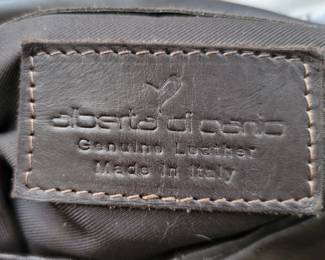 alberta di canio
Genuine Leather
Made in Italy